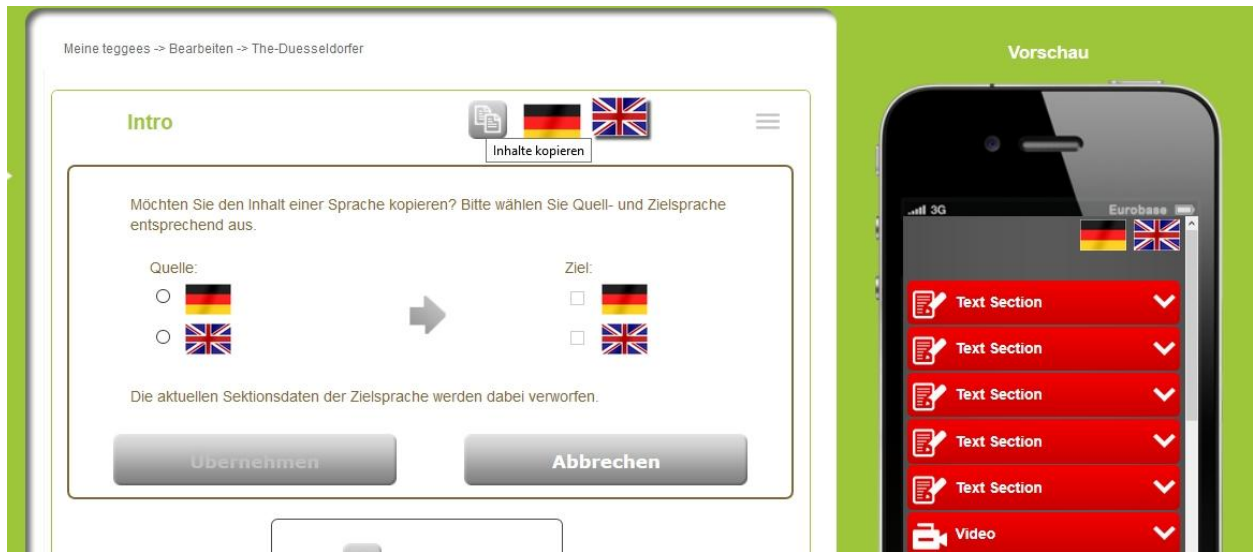 Meine teggees -> Bearbeiten -> The-Duesseldorfer
Vorschau
Intro
Inhalte kopieren
Möchten Sie den Inhalt einer Sprache kopieren? Bitte wählen Sie Quell- und Zielsprache
entsprechend aus.
Quelle:
Ziel:
Die aktuellen Sektionsdaten der Zielsprache werden dabei verworfen.
Übernehmen
Abbrechen
3G
Eurobase
Text Section
Text Section
Text Section
Text Section
Text Section
Video